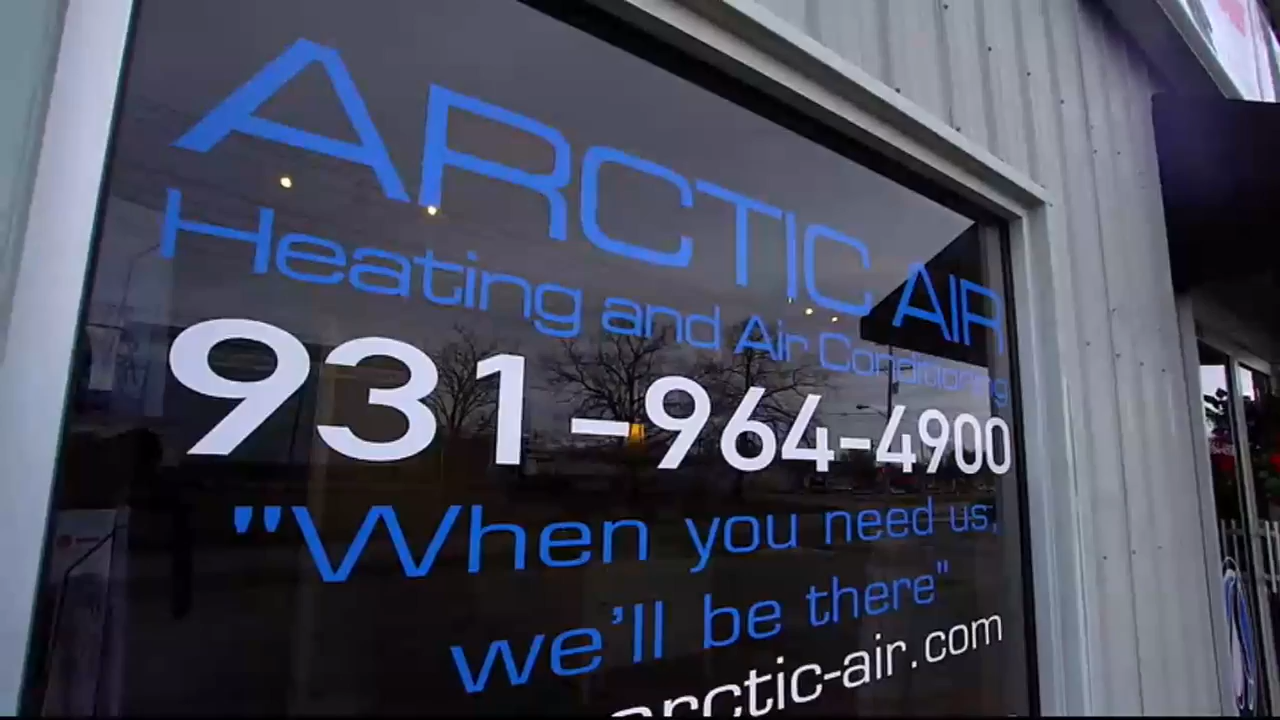 ARCTIC AIR
Heating and Air Conditioning
931-964-4900
"When you need us,
we'll be there"
arctic-air.com